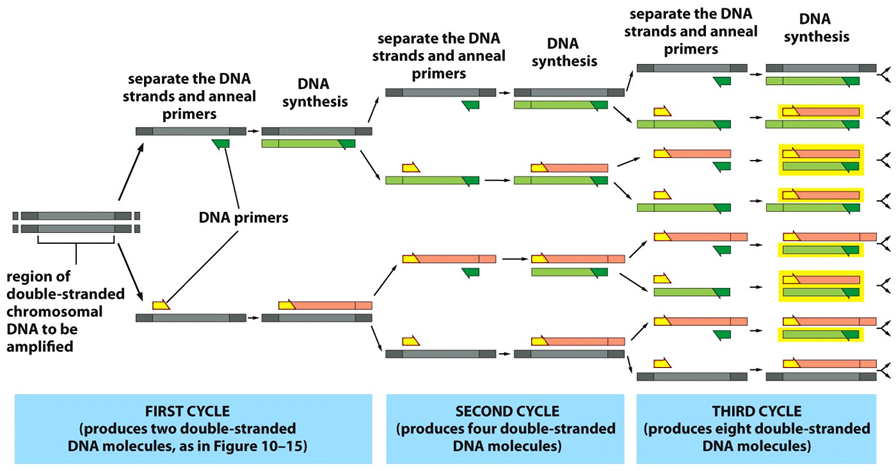 separate the DNA
strands and anneal
primers
DNA
synthesis
separate the DNA
strands and anneal
primers
DNA
synthesis
separate the DNA
strands and anneal
primers
DNA
synthesis
DNA primers
region of
double-stranded
chromosomal
DNA to be
amplified
FIRST CYCLE
(produces two double-stranded
DNA molecules, as in Figure 10–15)
SECOND CYCLE
(produces four double-stranded
DNA molecules)
THIRD CYCLE
(produces eight double-stranded
DNA molecules)